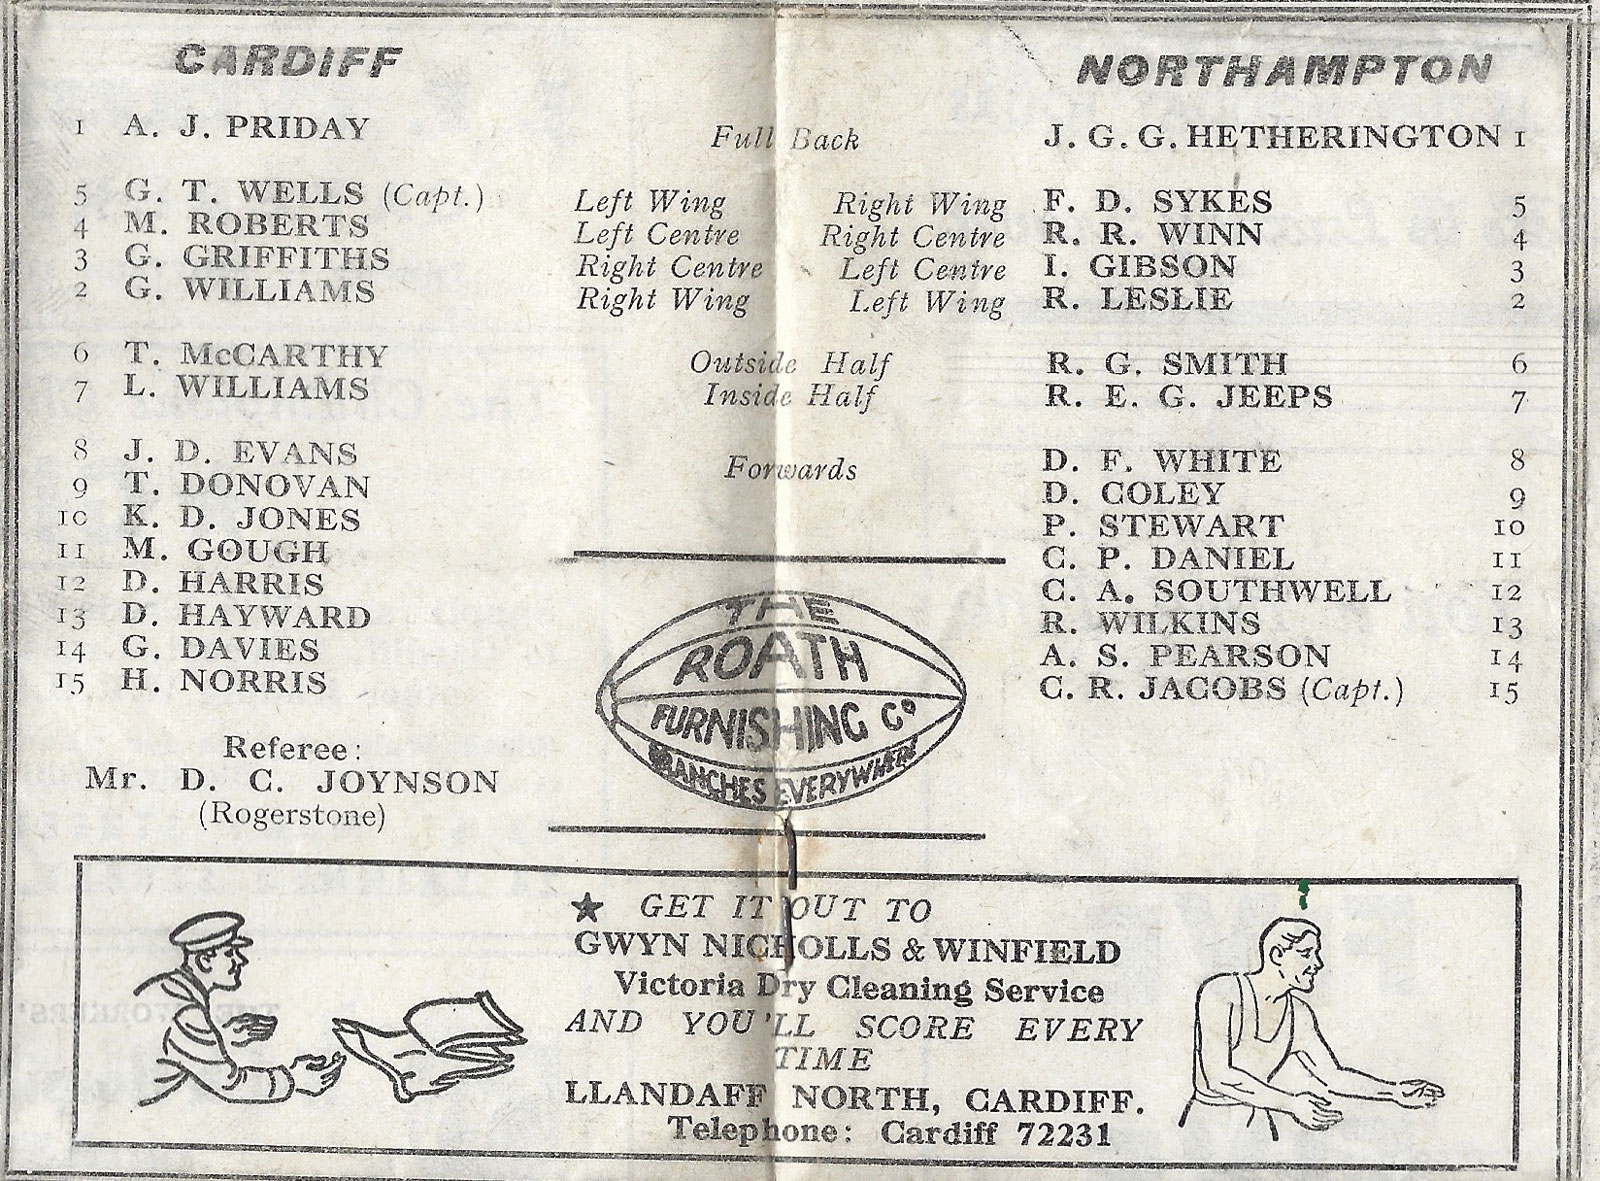 CARDIFF
NORTHAMPTON
1 A. J. PRIDAY Full Back J. G. G. HETHERINGTON 1
5 G. T. WELLS (Capt.) Left Wing Right Wing F. D. SYKES 5
4 M. ROBERTS Left Centre Right Centre R. R. WINN 4
3 G. GRIFFITHS Right Centre Left Centre I. GIBSON 3
2 G. WILLIAMS Right Wing Left Wing R. LESLIE 2
6 T. McCARTHY Outside Half R. G. SMITH 6
7 L. WILLIAMS Inside Half R. E. G. JEEPS 7
8 J. D. EVANS Forwards D. F. WHITE 8
9 T. DONOVAN D. COLEY 9
10 K. D. JONES P. STEWART 10
11 M. GOUGH C. P. DANIEL 11
12 D. HARRIS C. A. SOUTHWELL 12
13 D. HAYWARD R. WILKINS 13
14 G. DAVIES A. S. PEARSON 14
15 H. NORRIS C. R. JACOBS (Capt.) 15
Referee:
Mr. D. C. JOYNSON
(Rogerstone)
THE
ROATH
FURNISHING Co
BRANCHES EVERYWHERE
★ GET IT OUT TO
GWYN NICHOLLS & WINFIELD
Victoria Dry Cleaning Service
AND YOU'LL SCORE EVERY
TIME
LLANDAFF NORTH, CARDIFF.
Telephone: Cardiff 72231